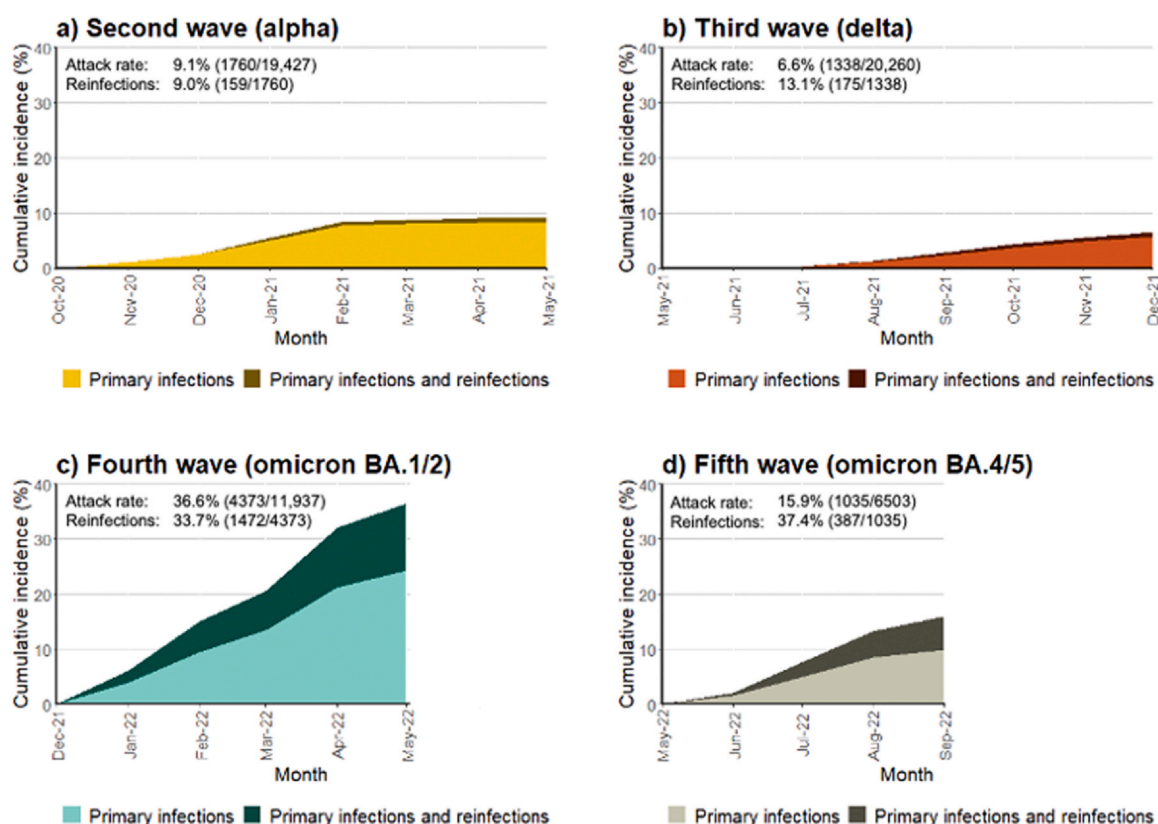 a) Second wave (alpha)
Cumulative incidence (%)
40
30
20
10
0
Attack rate: 9.1% (1760/19,427)
Reinfections: 9.0% (159/1760)
Oct-20
Nov-20
Dec-20
Jan-21
Feb-21
Mar-21
Apr-21
May-21
Month
Primary infections
Primary infections and reinfections
b) Third wave (delta)
Cumulative incidence (%)
40
30
20
10
0
Attack rate: 6.6% (1338/20,260)
Reinfections: 13.1% (175/1338)
May-21
Jun-21
Jul-21
Aug-21
Sep-21
Oct-21
Nov-21
Dec-21
Month
Primary infections
Primary infections and reinfections
c) Fourth wave (omicron BA.1/2)
Cumulative incidence (%)
40
30
20
10
0
Attack rate: 36.6% (4373/11,937)
Reinfections: 33.7% (1472/4373)
Dec-21
Jan-22
Feb-22
Mar-22
Apr-22
May-22
Month
Primary infections
Primary infections and reinfections
d) Fifth wave (omicron BA.4/5)
Cumulative incidence (%)
40
30
20
10
0
Attack rate: 15.9% (1035/6503)
Reinfections: 37.4% (387/1035)
May-22
Jun-22
Jul-22
Aug-22
Sep-22
Month
Primary infections
Primary infections and reinfections